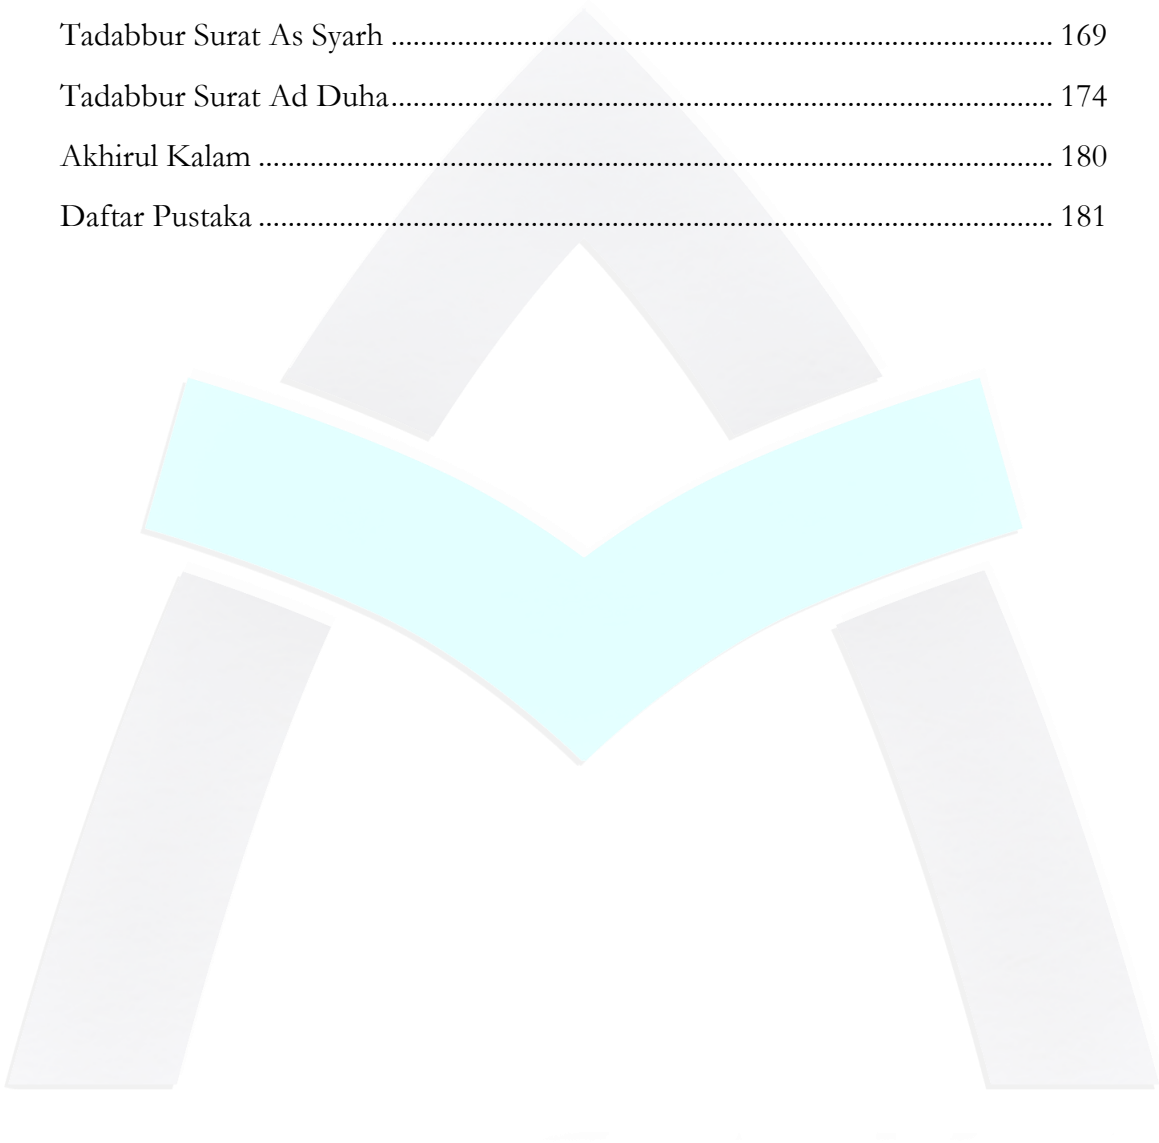 Tadabbur Surat As Syarh ........................................................................................ 169
Tadabbur Surat Ad Duha ........................................................................................ 174
Akhirul Kalam ........................................................................................................ 180
Daftar Pustaka ........................................................................................................ 181